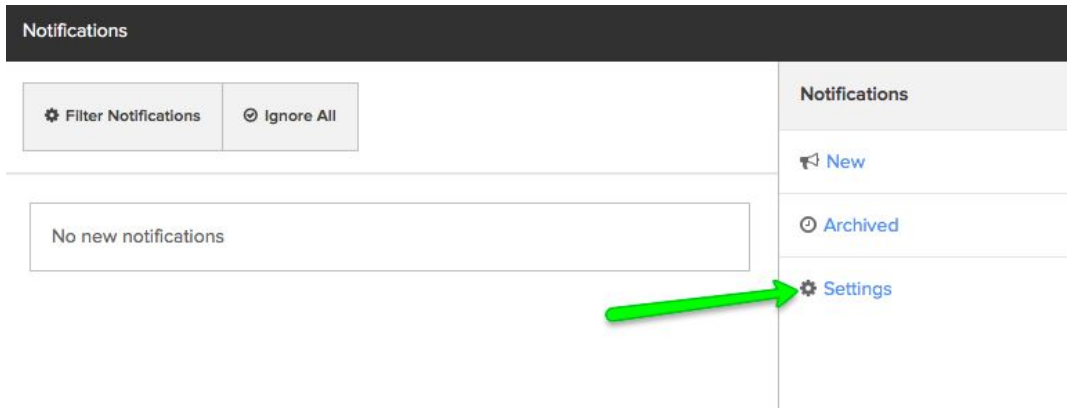 Notifications
Filter Notifications
Ignore All
No new notifications
Notifications
New
Archived
Settings